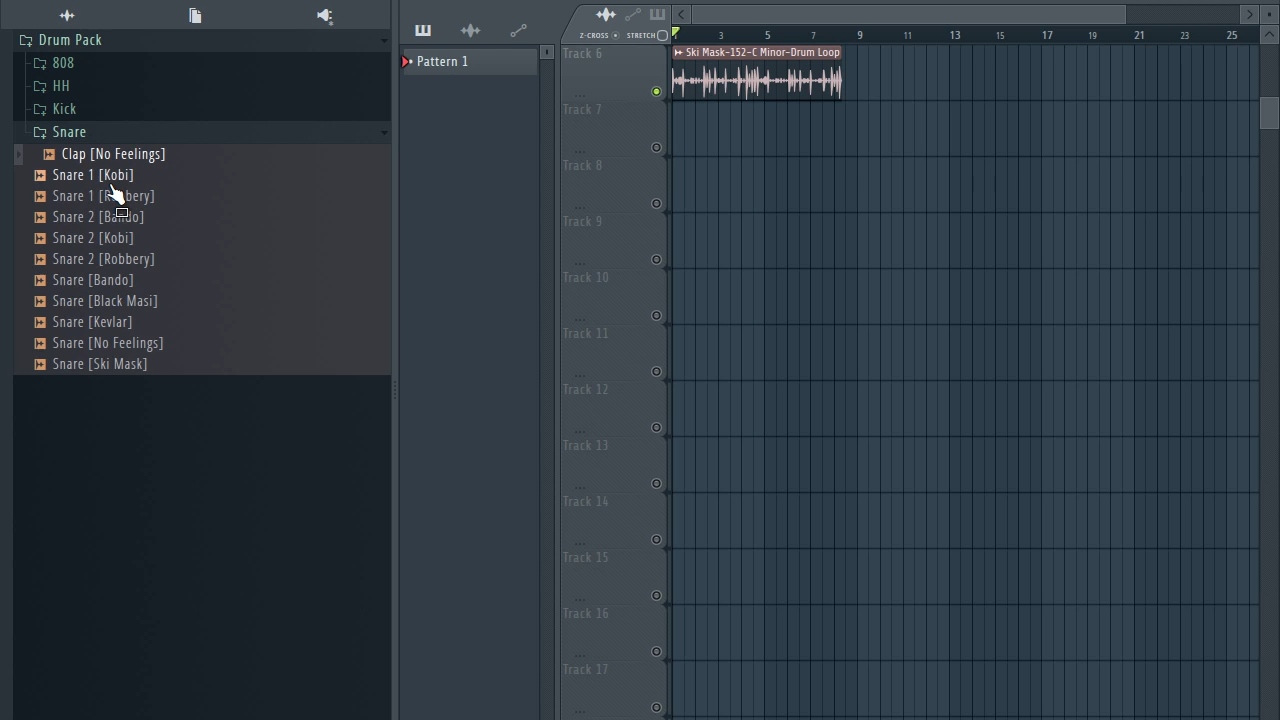 Drum Pack
808
HH
Kick
Snare
Clap [No Feelings]
Snare 1 [Kobi]
Snare 1 [Robbery]
Snare 2 [Bando]
Snare 2 [Kobi]
Snare 2 [Robbery]
Snare [Bando]
Snare [Black Masi]
Snare [Kevlar]
Snare [No Feelings]
Snare [Ski Mask]
Pattern 1
Z-CROSS
STRETCH
3 5 7 9 11 13 15 17 19 21 23 25
Ski Mask-152-C Minor-Drum Loop
Track 6
Track 7
Track 8
Track 9
Track 10
Track 11
Track 12
Track 13
Track 14
Track 15
Track 16
Track 17